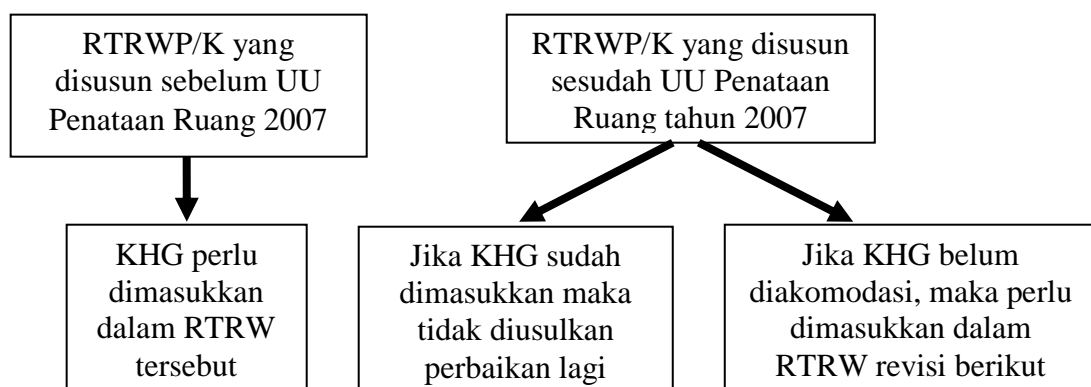 RTRWP/K yang
disusun sebelum UU
Penataan Ruang 2007
RTRWP/K yang disusun
sesudah UU Penataan
Ruang tahun 2007
KHG perlu
dimasukkan
dalam RTRW
tersebut
Jika KHG sudah
dimasukkan maka
tidak diusulkan
perbaikan lagi
Jika KHG belum
diakomodasi, maka perlu
dimasukkan dalam
RTRW revisi berikut